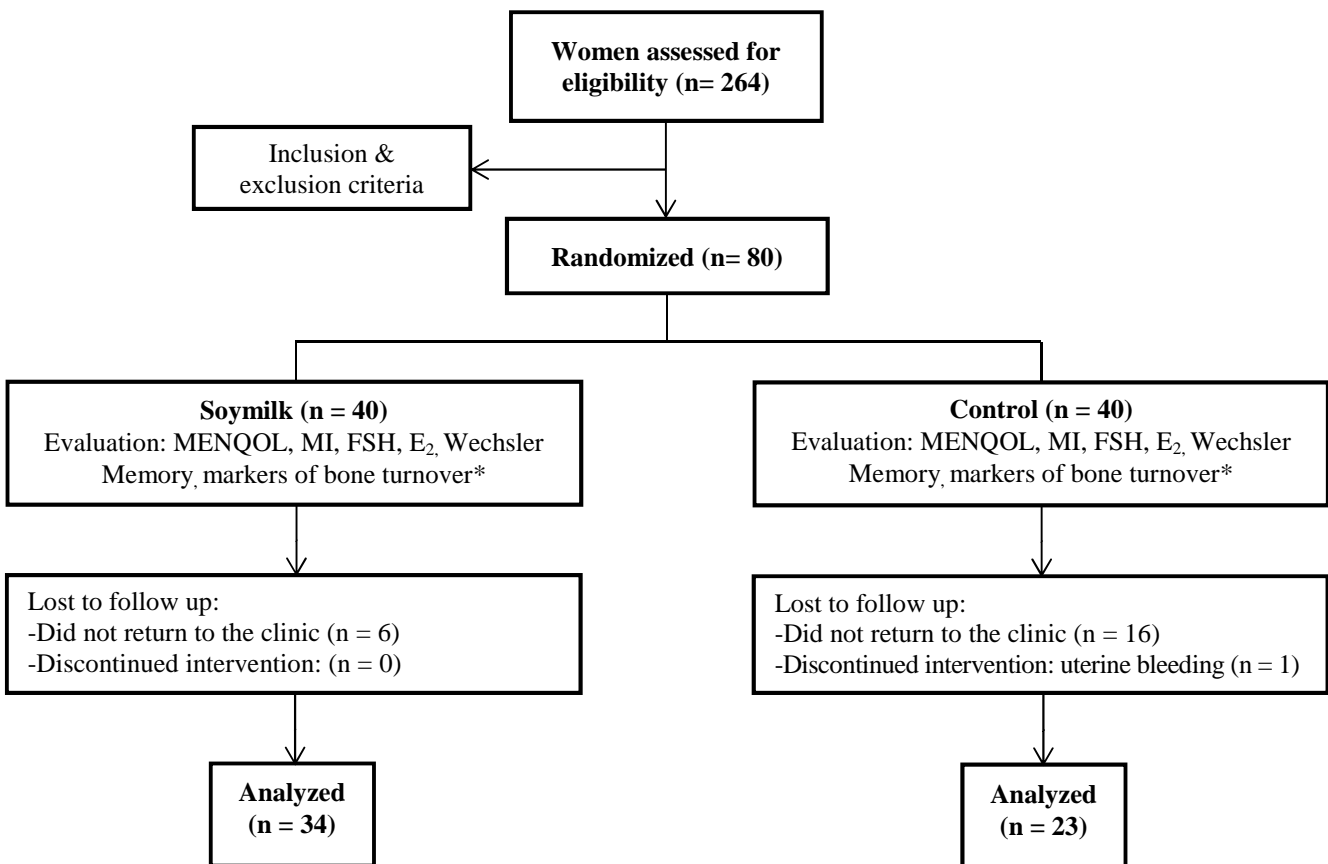 Women assessed for
eligibility (n= 264)
Inclusion &
exclusion criteria
Randomized (n= 80)
Soymilk (n = 40)
Evaluation: MENQOL, MI, FSH, E₂, Wechsler
Memory, markers of bone turnover*
Control (n = 40)
Evaluation: MENQOL, MI, FSH, E₂, Wechsler
Memory, markers of bone turnover*
Lost to follow up:
-Did not return to the clinic (n = 6)
-Discontinued intervention: (n = 0)
Lost to follow up:
-Did not return to the clinic (n = 16)
-Discontinued intervention: uterine bleeding (n = 1)
Analyzed
(n = 34)
Analyzed
(n = 23)